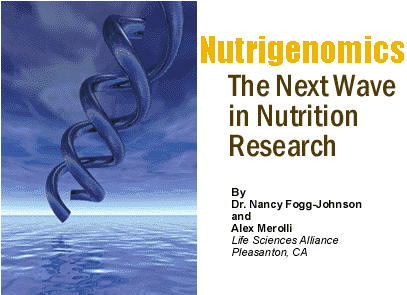 Nutrigenomics
The Next Wave
in Nutrition
Research
By
Dr. Nancy Fogg-Johnson
and
Alex Merolli
Life Sciences Alliance
Pleasanton, CA